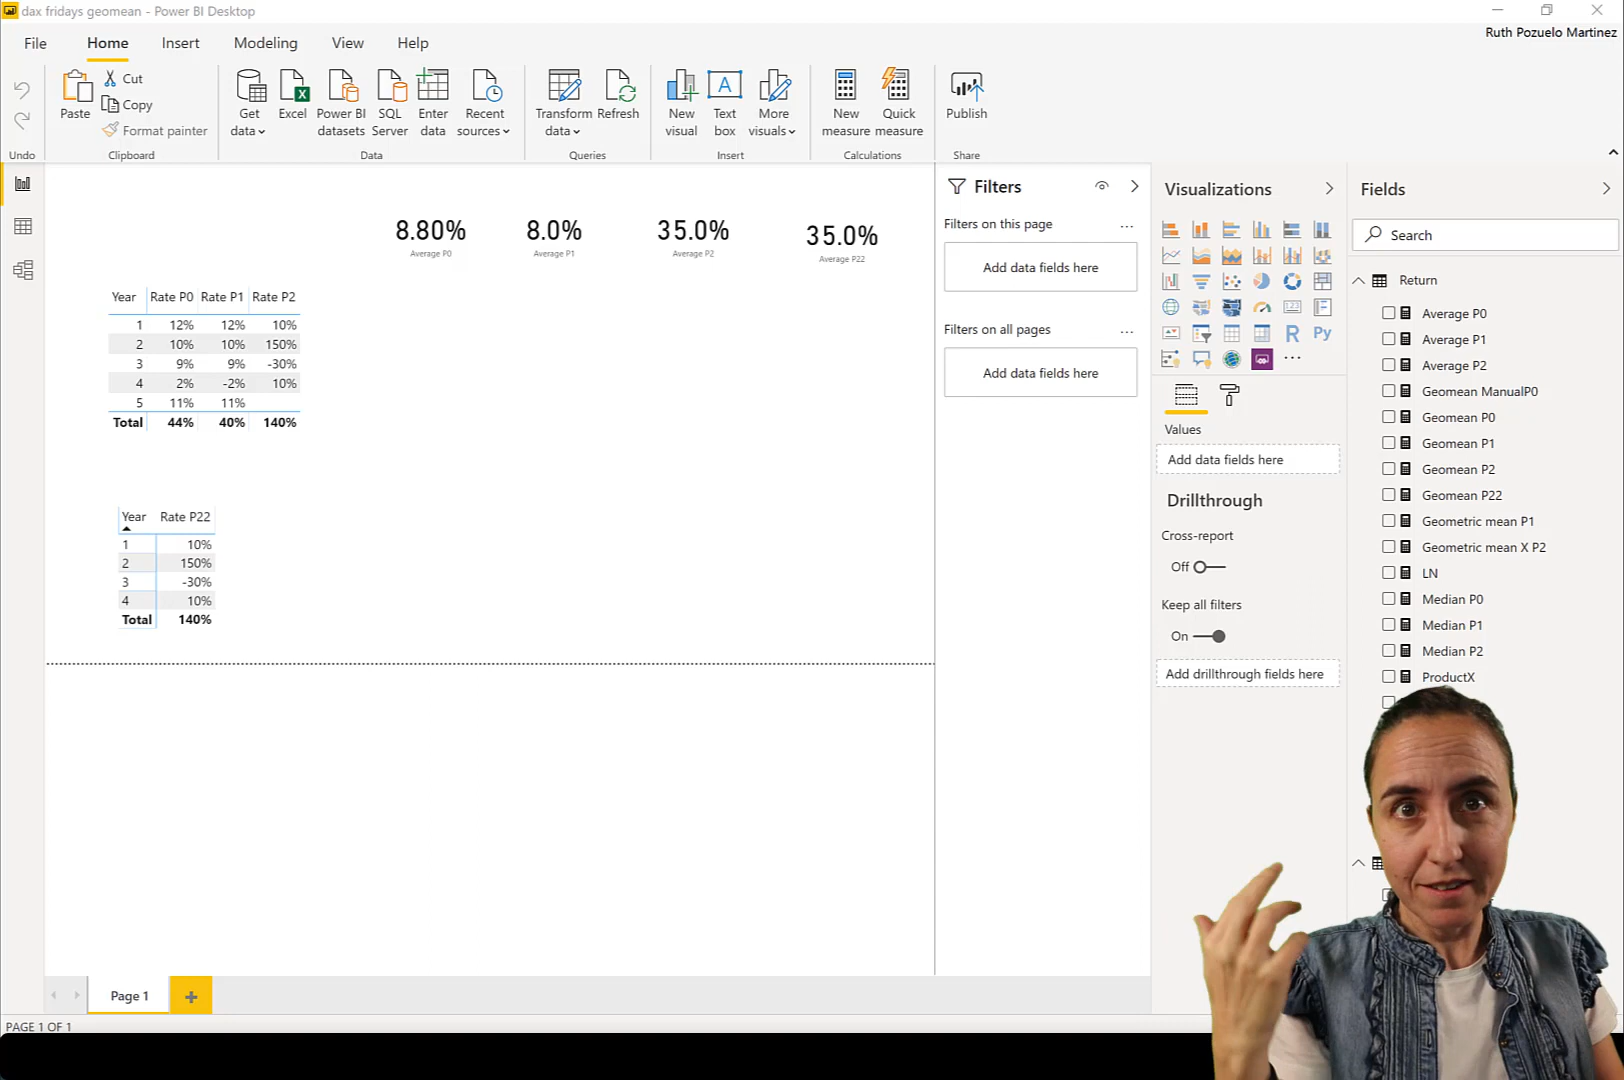 dax fridays geomean - Power BI Desktop
Ruth Pozuelo Martinez
File Home Insert Modeling View Help
Paste
Cut
Copy
Format painter
Get data
Excel
Power BI datasets
SQL Server
Enter data
Recent sources
Transform data
Refresh
New visual
Text box
More visuals
New measure
Quick measure
Publish
Undo Clipboard Data Queries Insert Calculations Share
8.80% 8.0% 35.0% 35.0%
Average P0 Average P1 Average P2 Average P22
Year Rate P0 Rate P1 Rate P2
1 12% 12% 10%
2 10% 10% 150%
3 9% 9% -30%
4 2% -2% 10%
5 11% 11%
Total 44% 40% 140%
Year Rate P22
1 10%
2 150%
3 -30%
4 10%
Total 140%
Filters
Filters on this page ...
Add data fields here
Filters on all pages ...
Add data fields here
Visualizations
R Py
...
Values
Add data fields here
Drillthrough
Cross-report
Off
Keep all filters
On
Add drillthrough fields here
Fields
Search
Return
Average P0
Average P1
Average P2
Geomean ManualP0
Geomean P0
Geomean P1
Geomean P2
Geomean P22
Geometric mean P1
Geometric mean X P2
LN
Median P0
Median P1
Median P2
ProductX
Page 1
PAGE 1 OF 1